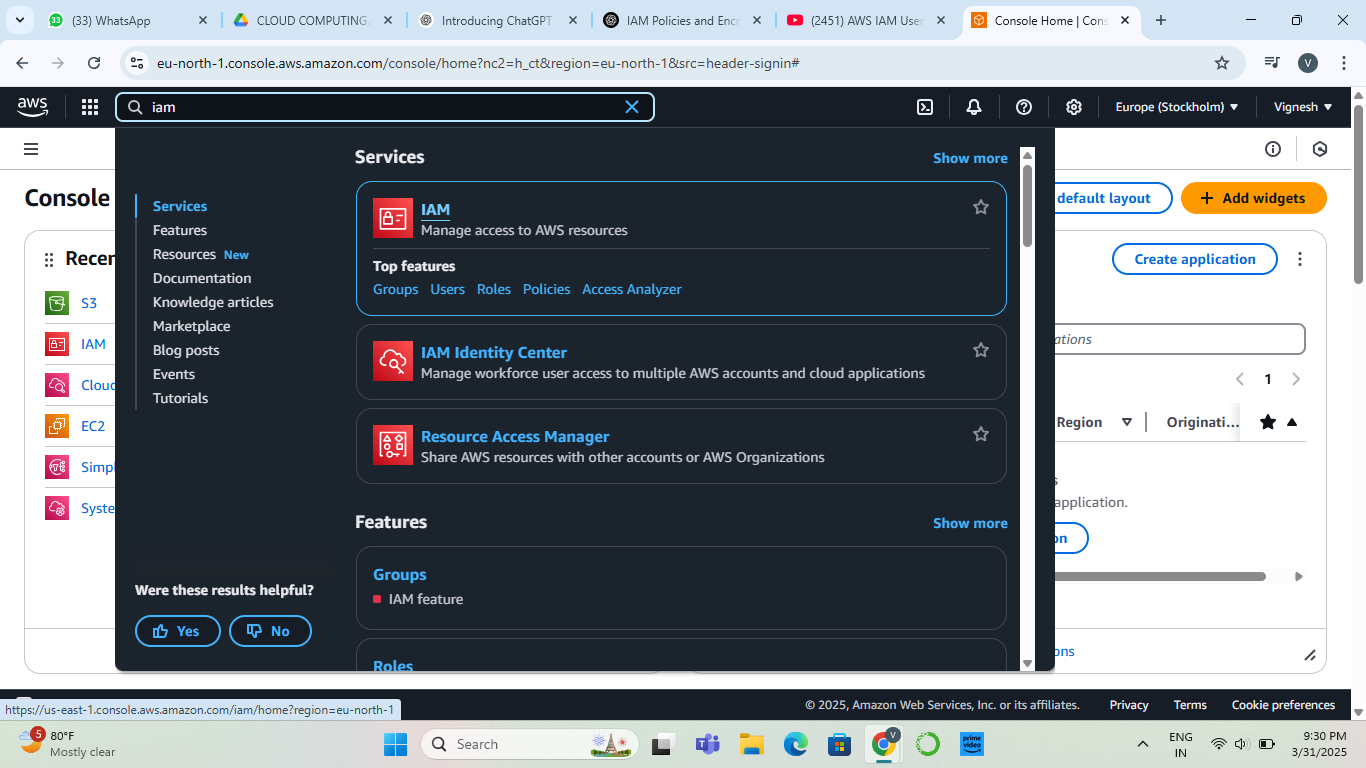 (33) WhatsApp
CLOUD COMPUTING.
Introducing ChatGPT
IAM Policies and Encr
(2451) AWS IAM User
Console Home | Cons
eu-north-1.console.aws.amazon.com/console/home?nc2=h_ct&region=eu-north-1&src=header-signin#
V
aws
iam
Europe (Stockholm)
Vignesh
Console
default layout
Add widgets
Services
Features
Resources New
Documentation
Knowledge articles
Marketplace
Blog posts
Events
Tutorials
Were these results helpful?
Yes
No
Services
Show more
IAM
Manage access to AWS resources
Top features
Groups Users Roles Policies Access Analyzer
IAM Identity Center
Manage workforce user access to multiple AWS accounts and cloud applications
Resource Access Manager
Share AWS resources with other accounts or AWS Organizations
Features
Show more
Groups
IAM feature
Roles
Recen
S3
IAM
Cloud
EC2
Simpl
Syste
Create application
ations
1
Region
Originati...
s
application.
on
ons
https://us-east-1.console.aws.amazon.com/iam/home?region=eu-north-1
© 2025, Amazon Web Services, Inc. or its affiliates.
Privacy
Terms
Cookie preferences
5
80°F
Mostly clear
Search
V
prime video
ENG
IN
9:30 PM
3/31/2025